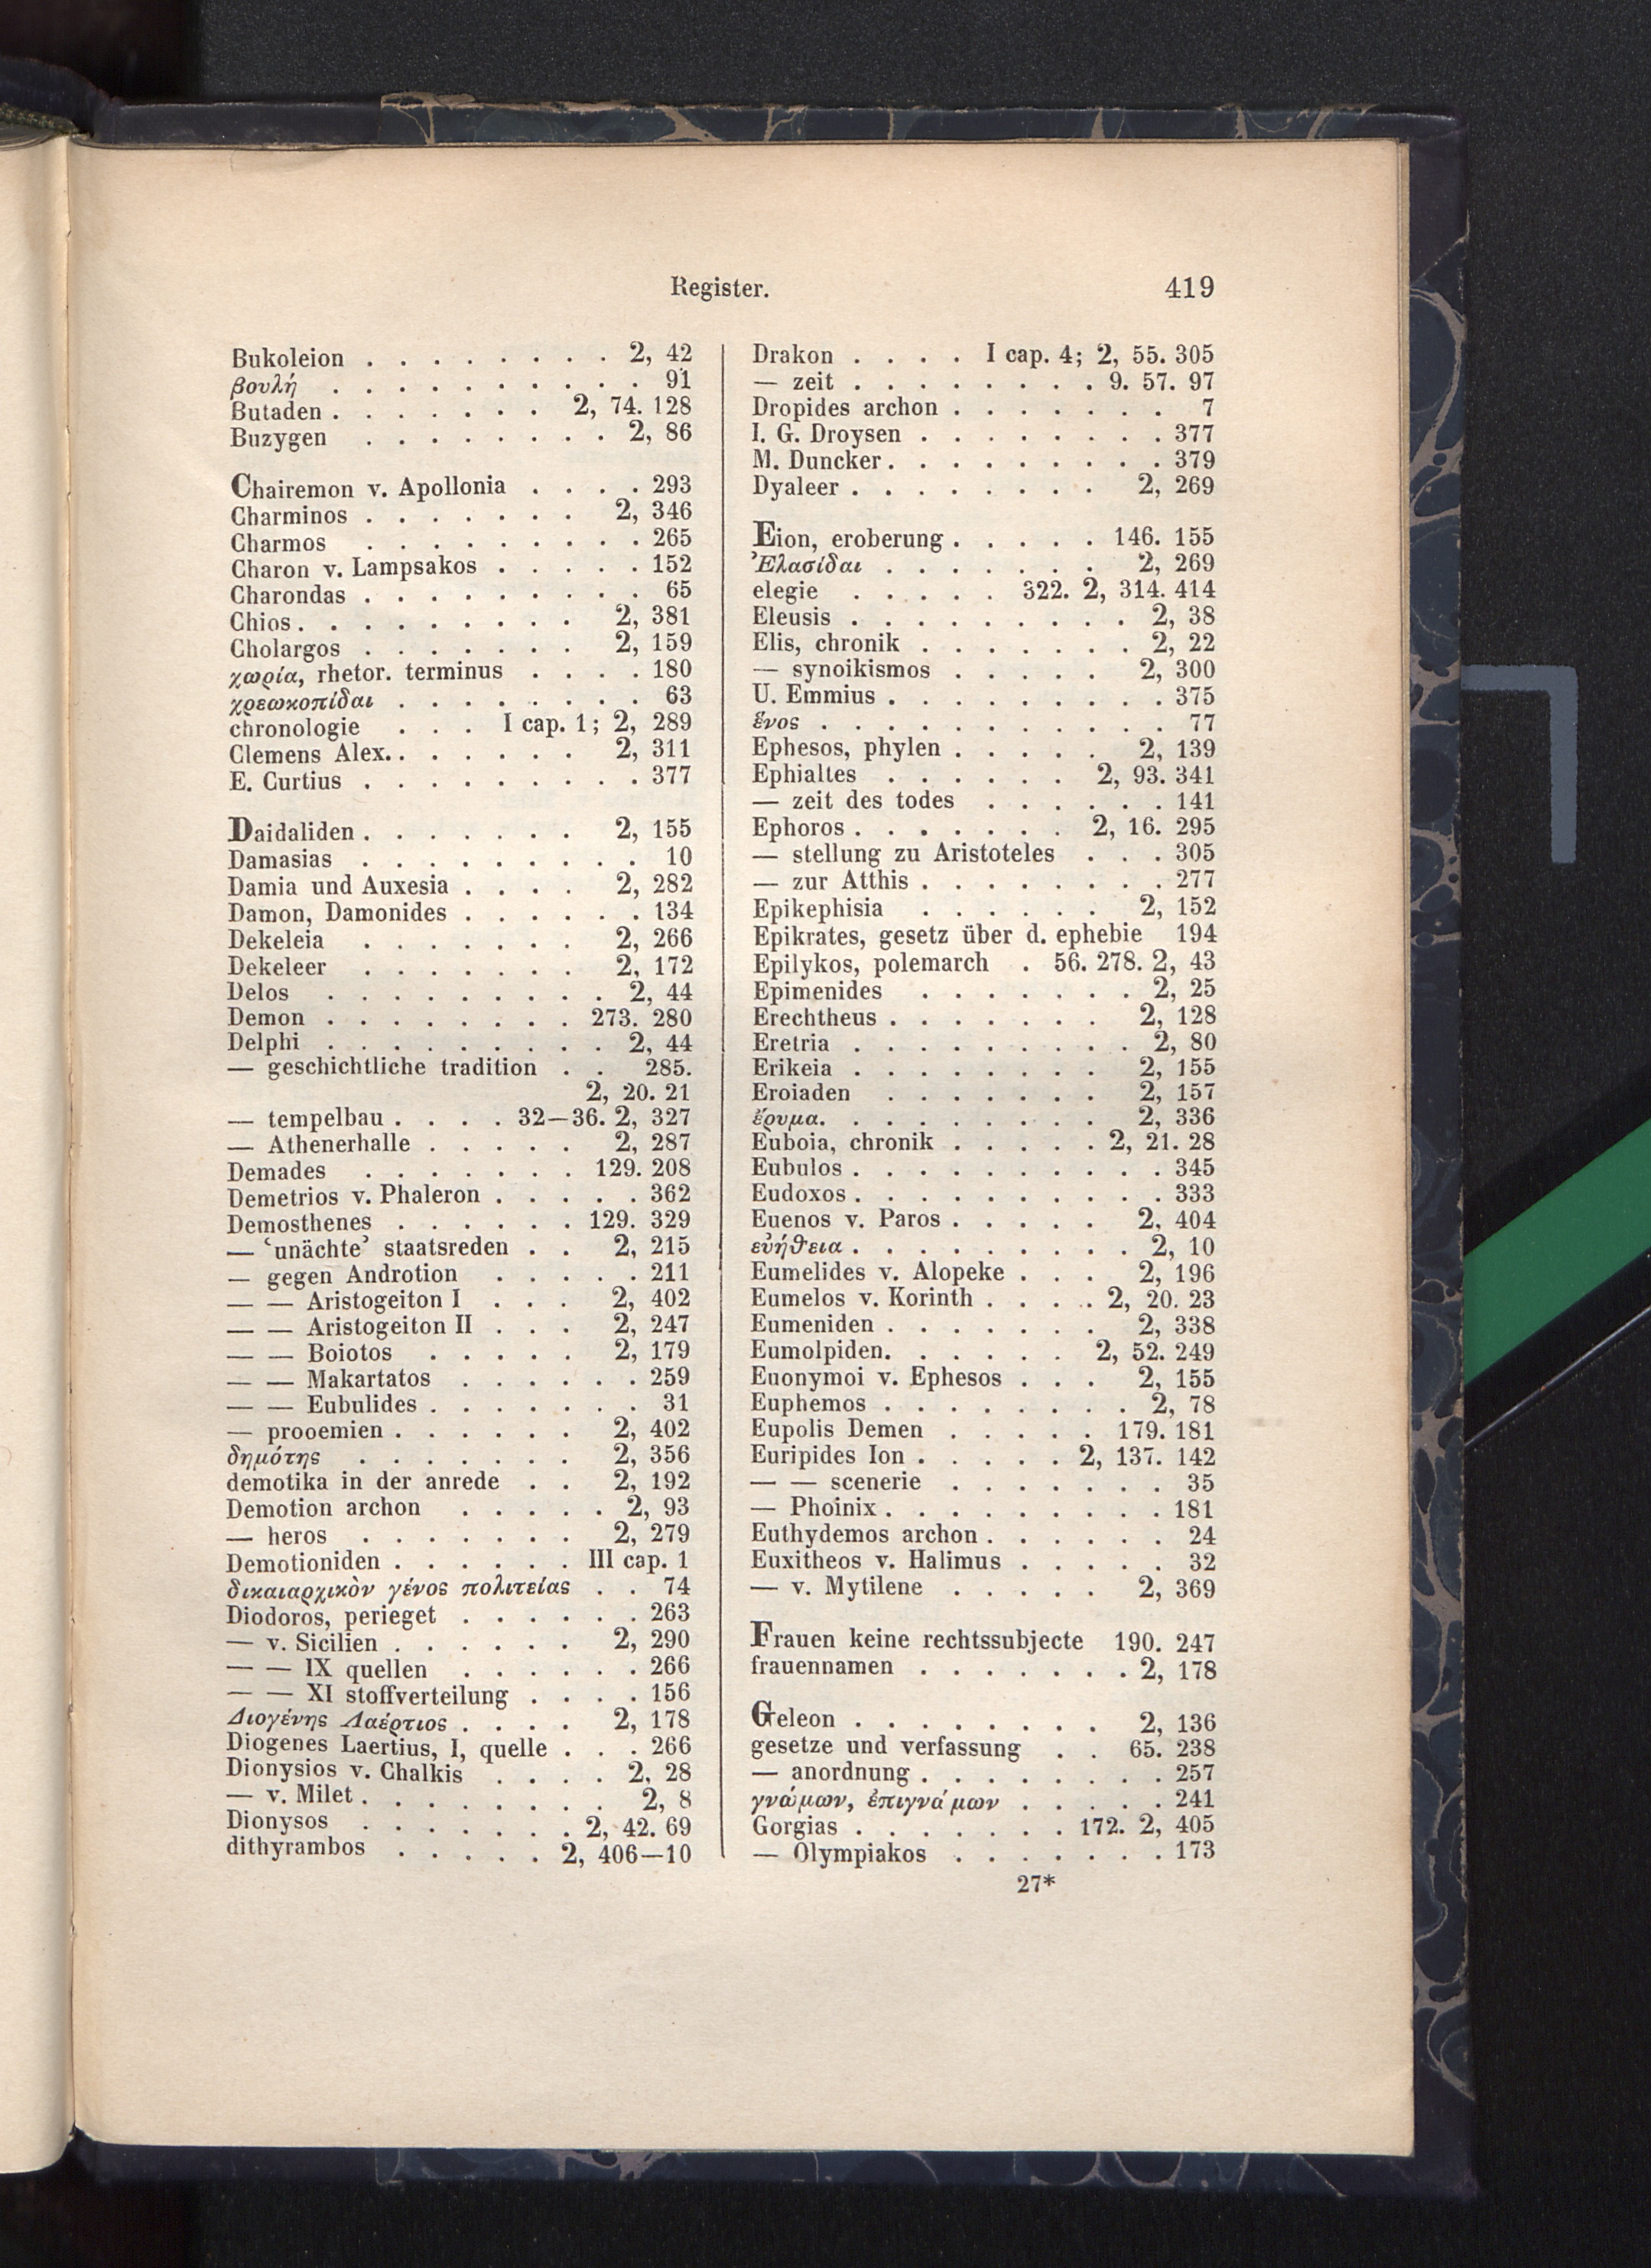 Register.
419
Bukoleion . . . . . . . . 2, 42
βουλή . . . . . . . . . . 91
Butaden . . . . . . . 2, 74. 128
Buzygen . . . . . . . . 2, 86
Chairemon v. Apollonia . . . . 293
Charminos . . . . . . . 2, 346
Charmos . . . . . . . . . 265
Charon v. Lampsakos . . . . . 152
Charondas . . . . . . . . . 65
Chios . . . . . . . . . 2, 381
Cholargos . . . . . . . 2, 159
χωρία, rhetor. terminus . . . . 180
χρεωκοπίδαι . . . . . . . . 63
chronologie . . . I cap. 1; 2, 289
Clemens Alex. . . . . . . 2, 311
E. Curtius . . . . . . . . . 377
Daidaliden . . . . . . . 2, 155
Damasias . . . . . . . . . 10
Damia und Auxesia . . . . 2, 282
Damon, Damonides . . . . . . 134
Dekeleia . . . . . . . 2, 266
Dekeleer . . . . . . . 2, 172
Delos . . . . . . . . . 2, 44
Demon . . . . . . . . 273. 280
Delphi . . . . . . . . . 2, 44
— geschichtliche tradition . . 285.
2, 20. 21
— tempelbau . . . . 32—36. 2, 327
— Athenerhalle . . . . . 2, 287
Demades . . . . . . . 129. 208
Demetrios v. Phaleron . . . . . 362
Demosthenes . . . . . . 129. 329
— ‘unächte’ staatsreden . . 2, 215
— gegen Androtion . . . . . 211
— — Aristogeiton I . . . 2, 402
— — Aristogeiton II . . . 2, 247
— — Boiotos . . . . . 2, 179
— — Makartatos . . . . . . 259
— — Eubulides . . . . . . . 31
— prooemien . . . . . . 2, 402
δημότης . . . . . . . 2, 356
demotika in der anrede . . 2, 192
Demotion archon . . . . . 2, 93
— heros . . . . . . . 2, 279
Demotioniden . . . . . . III cap. 1
δικαιαρχικὸν γένος πολιτείας . . 74
Diodoros, perieget . . . . . . 263
— v. Sicilien . . . . . . 2, 290
— — IX quellen . . . . . . 266
— — XI stoffverteilung . . . . 156
Διογένης Λαέρτιος . . . . 2, 178
Diogenes Laertius, I, quelle . . . 266
Dionysios v. Chalkis . . . . 2, 28
— v. Milet . . . . . . . . 2, 8
Dionysos . . . . . . . 2, 42. 69
dithyrambos . . . . . 2, 406—10
Drakon . . . . I cap. 4; 2, 55. 305
— zeit . . . . . . . . 9. 57. 97
Dropides archon . . . . . . . 7
I. G. Droysen . . . . . . . . 377
M. Duncker . . . . . . . . . 379
Dyaleer . . . . . . . . 2, 269
Eion, eroberung . . . . . 146. 155
Ἐλασίδαι . . . . . . . 2, 269
elegie . . . . . 322. 2, 314. 414
Eleusis . . . . . . . . . 2, 38
Elis, chronik . . . . . . . 2, 22
— synoikismos . . . . . 2, 300
U. Emmius . . . . . . . . . 375
ἕνος . . . . . . . . . . . 77
Ephesos, phylen . . . . . 2, 139
Ephialtes . . . . . . 2, 93. 341
— zeit des todes . . . . . . 141
Ephoros . . . . . . . 2, 16. 295
— stellung zu Aristoteles . . . 305
— zur Atthis . . . . . . . . 277
Epikephisia . . . . . . 2, 152
Epikrates, gesetz über d. ephebie 194
Epilykos, polemarch . 56. 278. 2, 43
Epimenides . . . . . . . 2, 25
Erechtheus . . . . . . . 2, 128
Eretria . . . . . . . . . 2, 80
Erikeia . . . . . . . . 2, 155
Eroiaden . . . . . . . 2, 157
ἔρυμα. . . . . . . . . 2, 336
Euboia, chronik . . . . . 2, 21. 28
Eubulos . . . . . . . . . . 345
Eudoxos . . . . . . . . . . 333
Euenos v. Paros . . . . . 2, 404
εὐήθεια . . . . . . . . . 2, 10
Eumelides v. Alopeke . . . 2, 196
Eumelos v. Korinth . . . . 2, 20. 23
Eumeniden . . . . . . . 2, 338
Eumolpiden. . . . . . 2, 52. 249
Euonymoi v. Ephesos . . . 2, 155
Euphemos . . . . . . . . 2, 78
Eupolis Demen . . . . . 179. 181
Euripides Ion . . . . . 2, 137. 142
— — scenerie . . . . . . . 35
— Phoinix . . . . . . . . . 181
Euthydemos archon . . . . . . 24
Euxitheos v. Halimus . . . . . 32
— v. Mytilene . . . . . 2, 369
Frauen keine rechtssubjecte 190. 247
frauennamen . . . . . . . 2, 178
Geleon . . . . . . . . 2, 136
gesetze und verfassung . . 65. 238
— anordnung . . . . . . . . 257
γνώμων, ἐπιγνώμων . . . . . 241
Gorgias . . . . . . . 172. 2, 405
— Olympiakos . . . . . . . 173
27*